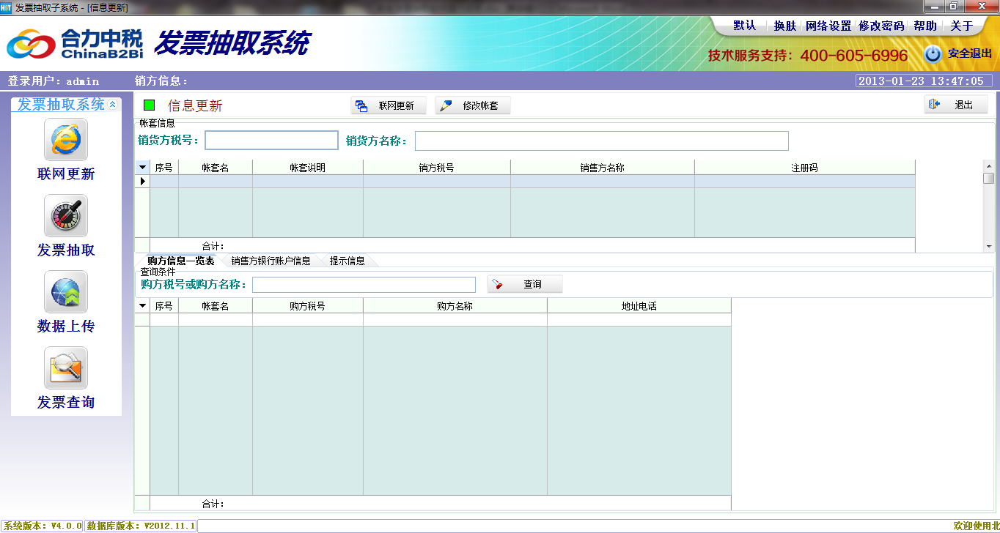 发票抽取子系统 - [信息更新]
合力中税 ChinaB2Bi 发票抽取系统
默认 换肤 网络设置 修改密码 帮助 关于
技术服务支持：400-605-6996 安全退出
登录用户：admin 销方信息： 2013-01-23 13:47:05
发票抽取系统
联网更新
发票抽取
数据上传
发票查询
信息更新 联网更新 修改帐套 退出
帐套信息
销货方税号： 销货方名称：
序号 帐套名 帐套说明 销方税号 销售方名称 注册码
合计：
购方信息一览表 销售方银行账户信息 提示信息
查询条件
购方税号或购方名称： 查询
序号 帐套名 购方税号 购方名称 地址电话
合计：
系统版本：V4.0.0 数据库版本：V2012.11.1 欢迎使用北